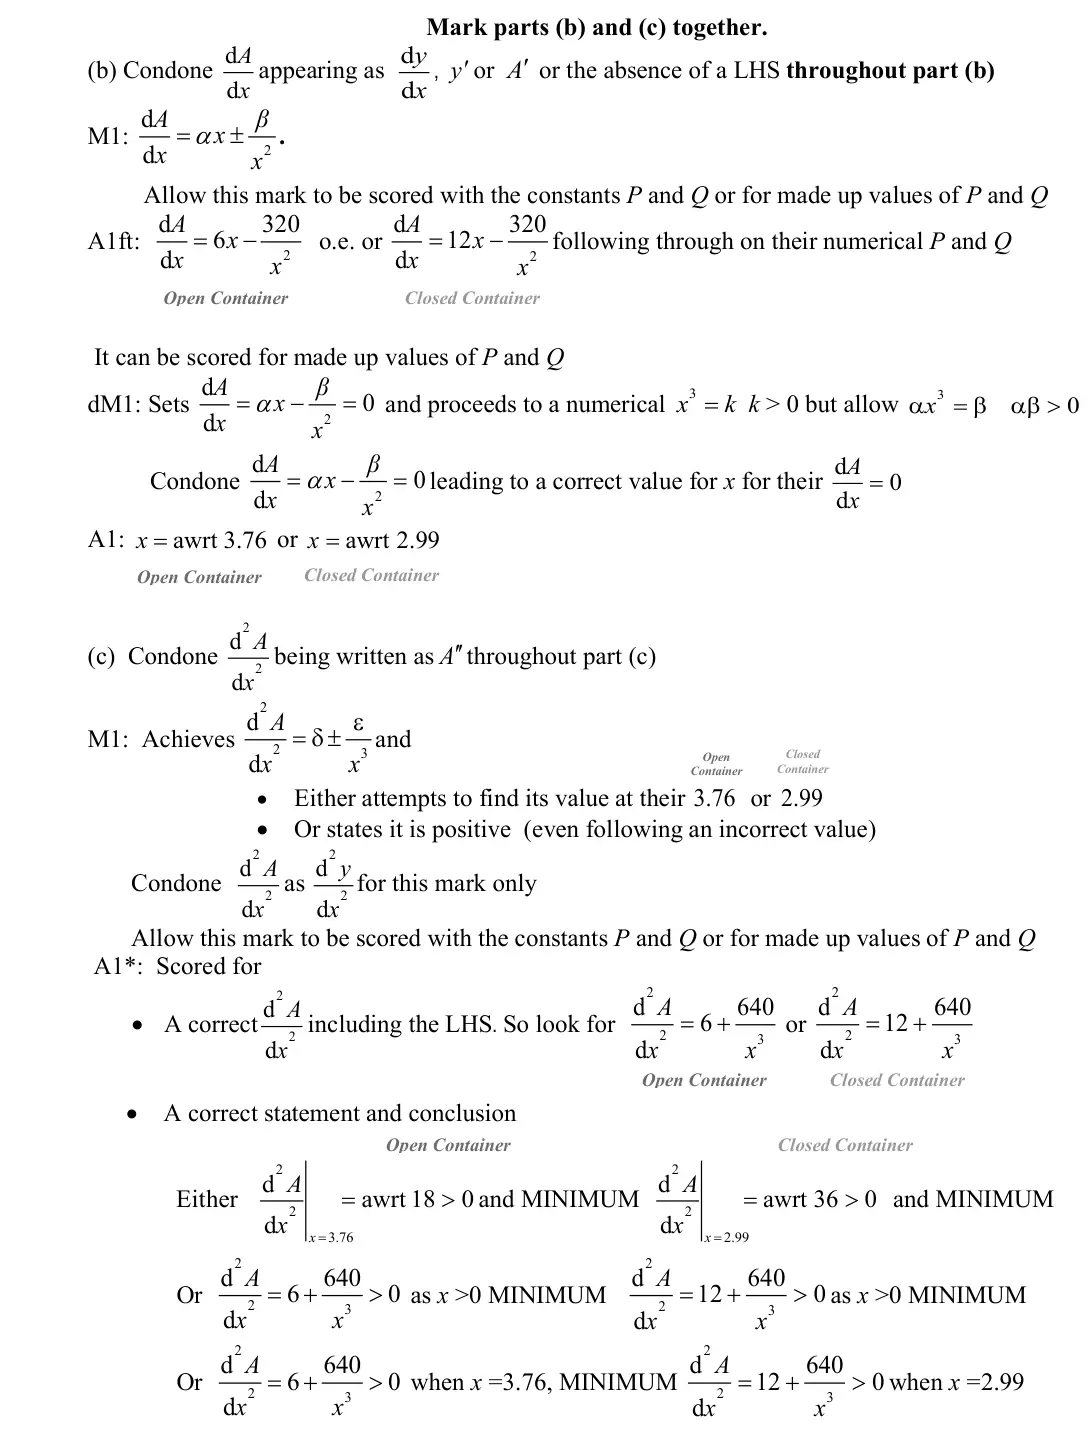 Mark parts (b) and (c) together.
(b) Condone dA/dx appearing as dy/dx, y′ or A′ or the absence of a LHS throughout part (b)
M1: dA/dx = αx ± β/x².
Allow this mark to be scored with the constants P and Q or for made up values of P and Q
A1ft: dA/dx = 6x − 320/x² o.e. or dA/dx = 12x − 320/x² following through on their numerical P and Q
Open Container Closed Container
It can be scored for made up values of P and Q
dM1: Sets dA/dx = αx − β/x² = 0 and proceeds to a numerical x³ = k k > 0 but allow αx³ = β αβ > 0
Condone dA/dx = αx − β/x² = 0 leading to a correct value for x for their dA/dx = 0
A1: x = awrt 3.76 or x = awrt 2.99
Open Container Closed Container
(c) Condone d²A/dx² being written as A″ throughout part (c)
M1: Achieves d²A/dx² = δ ± ε/x³ and
Open Container Closed Container
• Either attempts to find its value at their 3.76 or 2.99
• Or states it is positive (even following an incorrect value)
Condone d²A/dx² as d²y/dx² for this mark only
Allow this mark to be scored with the constants P and Q or for made up values of P and Q
A1*: Scored for
• A correct d²A/dx² including the LHS. So look for d²A/dx² = 6 + 640/x³ or d²A/dx² = 12 + 640/x³
Open Container Closed Container
• A correct statement and conclusion
Open Container Closed Container
Either d²A/dx²|x=3.76 = awrt 18 > 0 and MINIMUM d²A/dx²|x=2.99 = awrt 36 > 0 and MINIMUM
Or d²A/dx² = 6 + 640/x³ > 0 as x >0 MINIMUM d²A/dx² = 12 + 640/x³ > 0 as x >0 MINIMUM
Or d²A/dx² = 6 + 640/x³ > 0 when x =3.76, MINIMUM d²A/dx² = 12 + 640/x³ > 0 when x =2.99